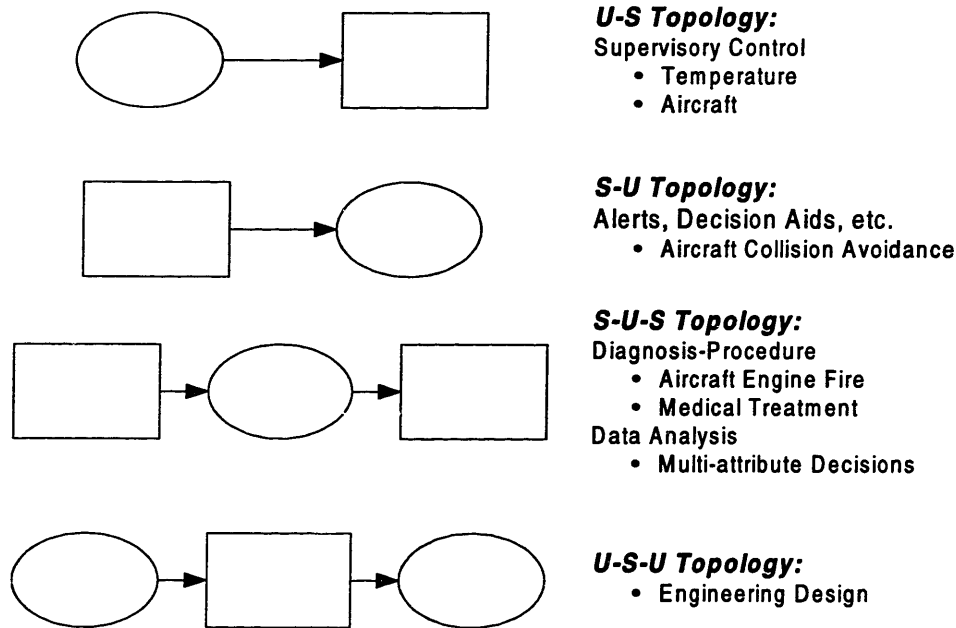 U-S Topology:
Supervisory Control
• Temperature
• Aircraft
S-U Topology:
Alerts, Decision Aids, etc.
• Aircraft Collision Avoidance
S-U-S Topology:
Diagnosis-Procedure
• Aircraft Engine Fire
• Medical Treatment
Data Analysis
• Multi-attribute Decisions
U-S-U Topology:
• Engineering Design